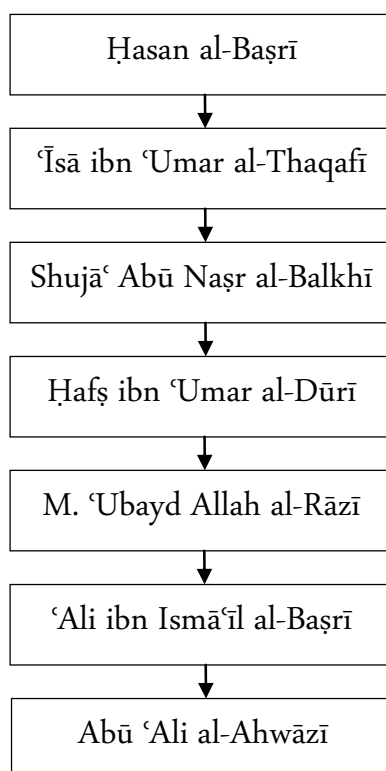 Ḥasan al-Baṣrī
ʿĪsā ibn ʿUmar al-Thaqafī
Shujāʿ Abū Naṣr al-Balkhī
Ḥafṣ ibn ʿUmar al-Dūrī
M. ʿUbayd Allah al-Rāzī
ʿAli ibn Ismāʿīl al-Baṣrī
Abū ʿAli al-Ahwāzī